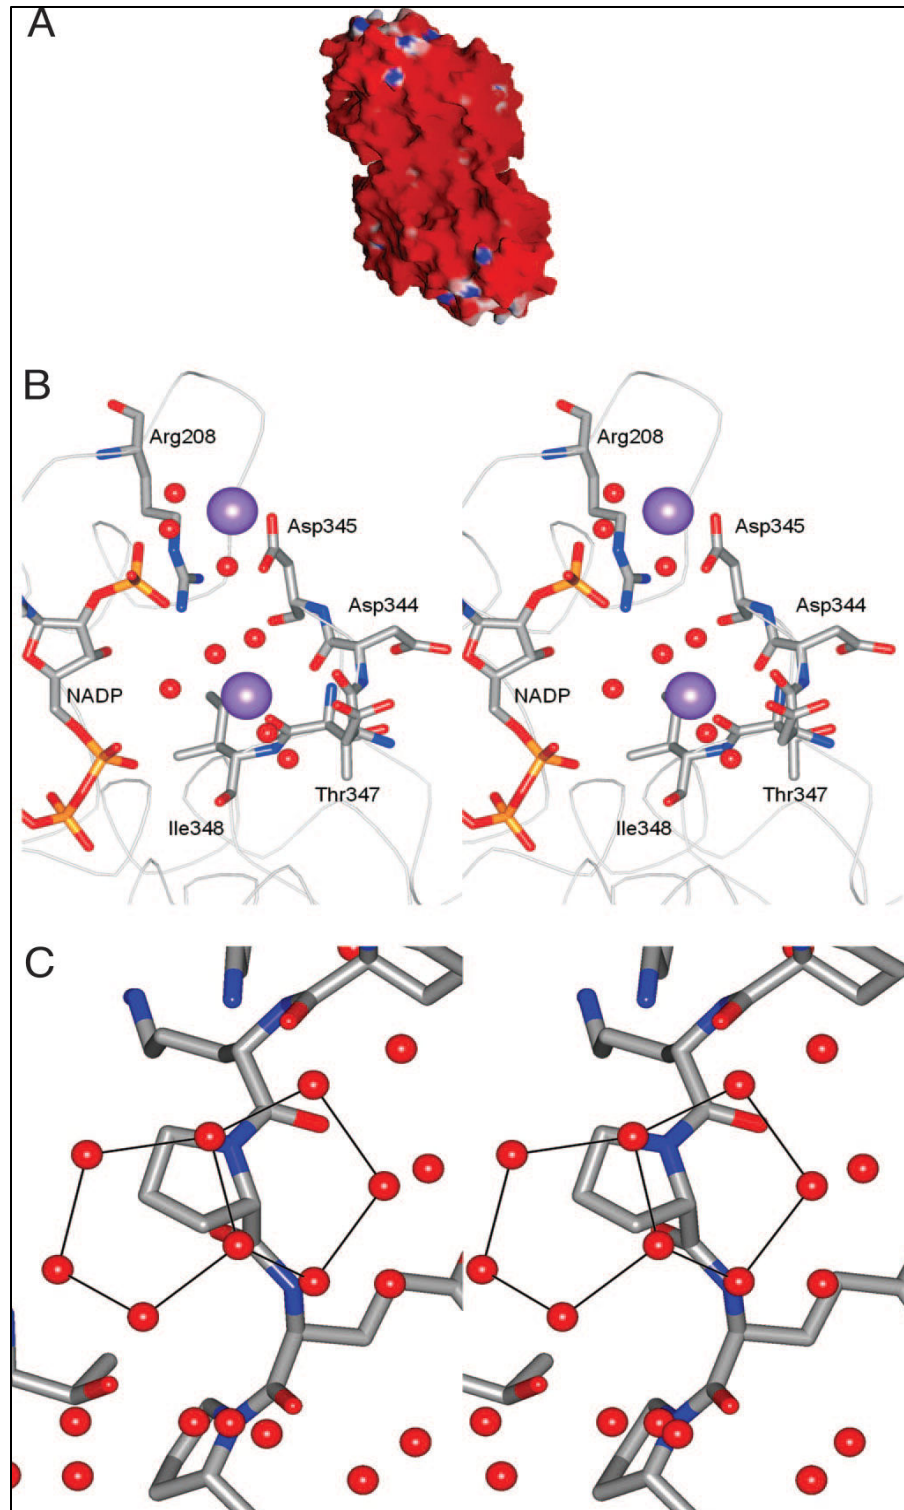 A
B
Arg208 Arg208
Asp345 Asp345
Asp344 Asp344
NADP NADP
Thr347 Thr347
Ile348 Ile348
C